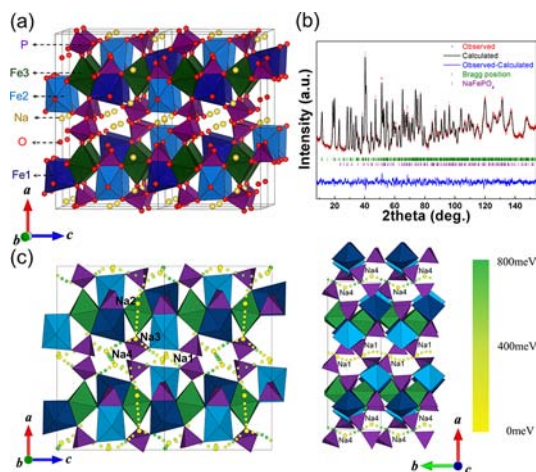 (a)
P
Fe3
Fe2
Na
O
Fe1
a
b
c
(b)
Observed
Calculated
Observed-Calculated
Bragg position
NaFePO4
Intensity (a.u.)
20 40 60 80 100 120 140
2theta (deg.)
(c)
Na2
Na3
Na4
Na1
a
b
c
Na4 Na4
Na4 Na4
Na1 Na1
Na1 Na1
Na4 Na4
Na4 Na4
a
b
c
800meV
400meV
0meV